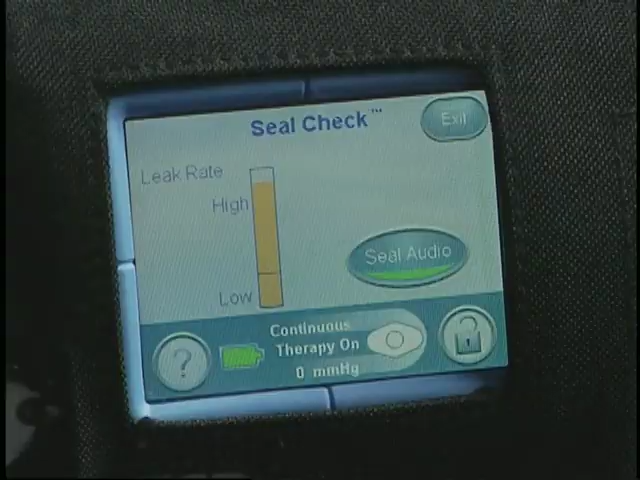 Seal Check™
Exit
Leak Rate
High
Seal Audio
Low
Continuous
Therapy On
0 mmHg
?